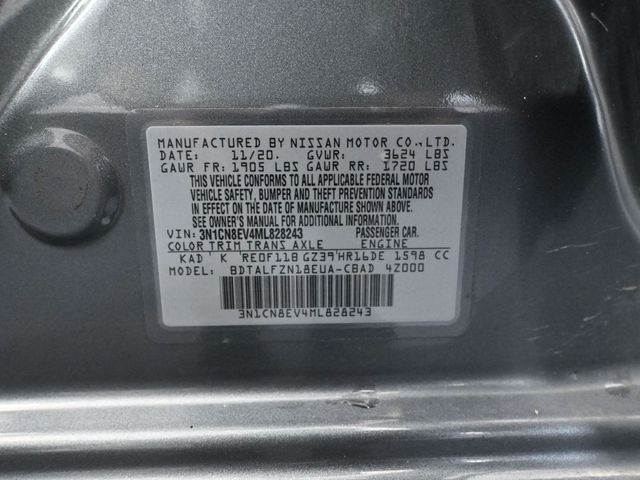 MANUFACTURED BY NISSAN MOTOR CO.,LTD.
DATE: 11/20. GVWR: 3624 LBS
GAWR FR: 1905 LBS GAWR RR: 1720 LBS
THIS VEHICLE CONFORMS TO ALL APPLICABLE FEDERAL MOTOR
VEHICLE SAFETY, BUMPER AND THEFT PREVENTION STANDARDS
IN EFFECT ON THE DATE OF MANUFACTURE SHOWN ABOVE.
SEE OWNER'S MANUAL FOR ADDITIONAL INFORMATION.
VIN: 3N1CN8EV4ML828243 PASSENGER CAR.
COLOR TRIM TRANS AXLE ENGINE
KAD ' K 'RE0F11B GZ39'HR16DE 1598 CC
MODEL: BDTALFZN18EUA-CBAD 4Z000
3N1CN8EV4ML828243